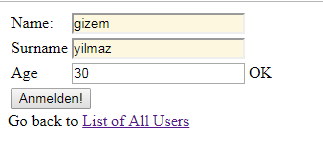 Name: gizem
Surname yilmaz
Age 30 OK
Anmelden!
Go back to List of All Users